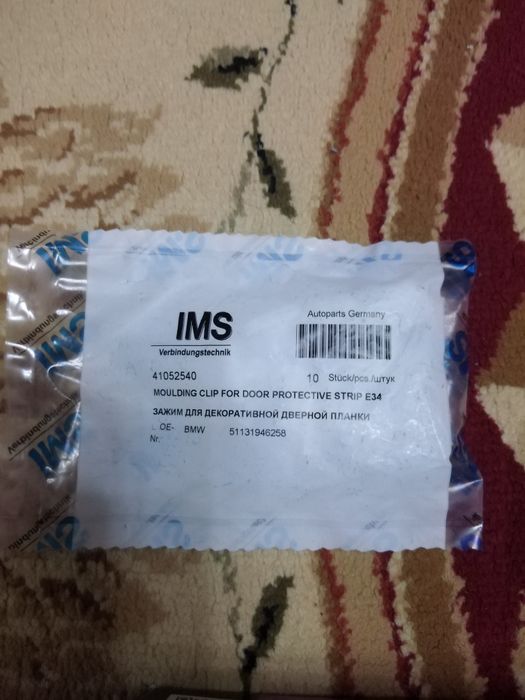 IMS
Verbindungstechnik
Autoparts Germany
41052540
10 Stück/pcs./штук
MOULDING CLIP FOR DOOR PROTECTIVE STRIP E34
ЗАЖИМ ДЛЯ ДЕКОРАТИВНОЙ ДВЕРНОЙ ПЛАНКИ
OE- BMW 51131946258
Nr.